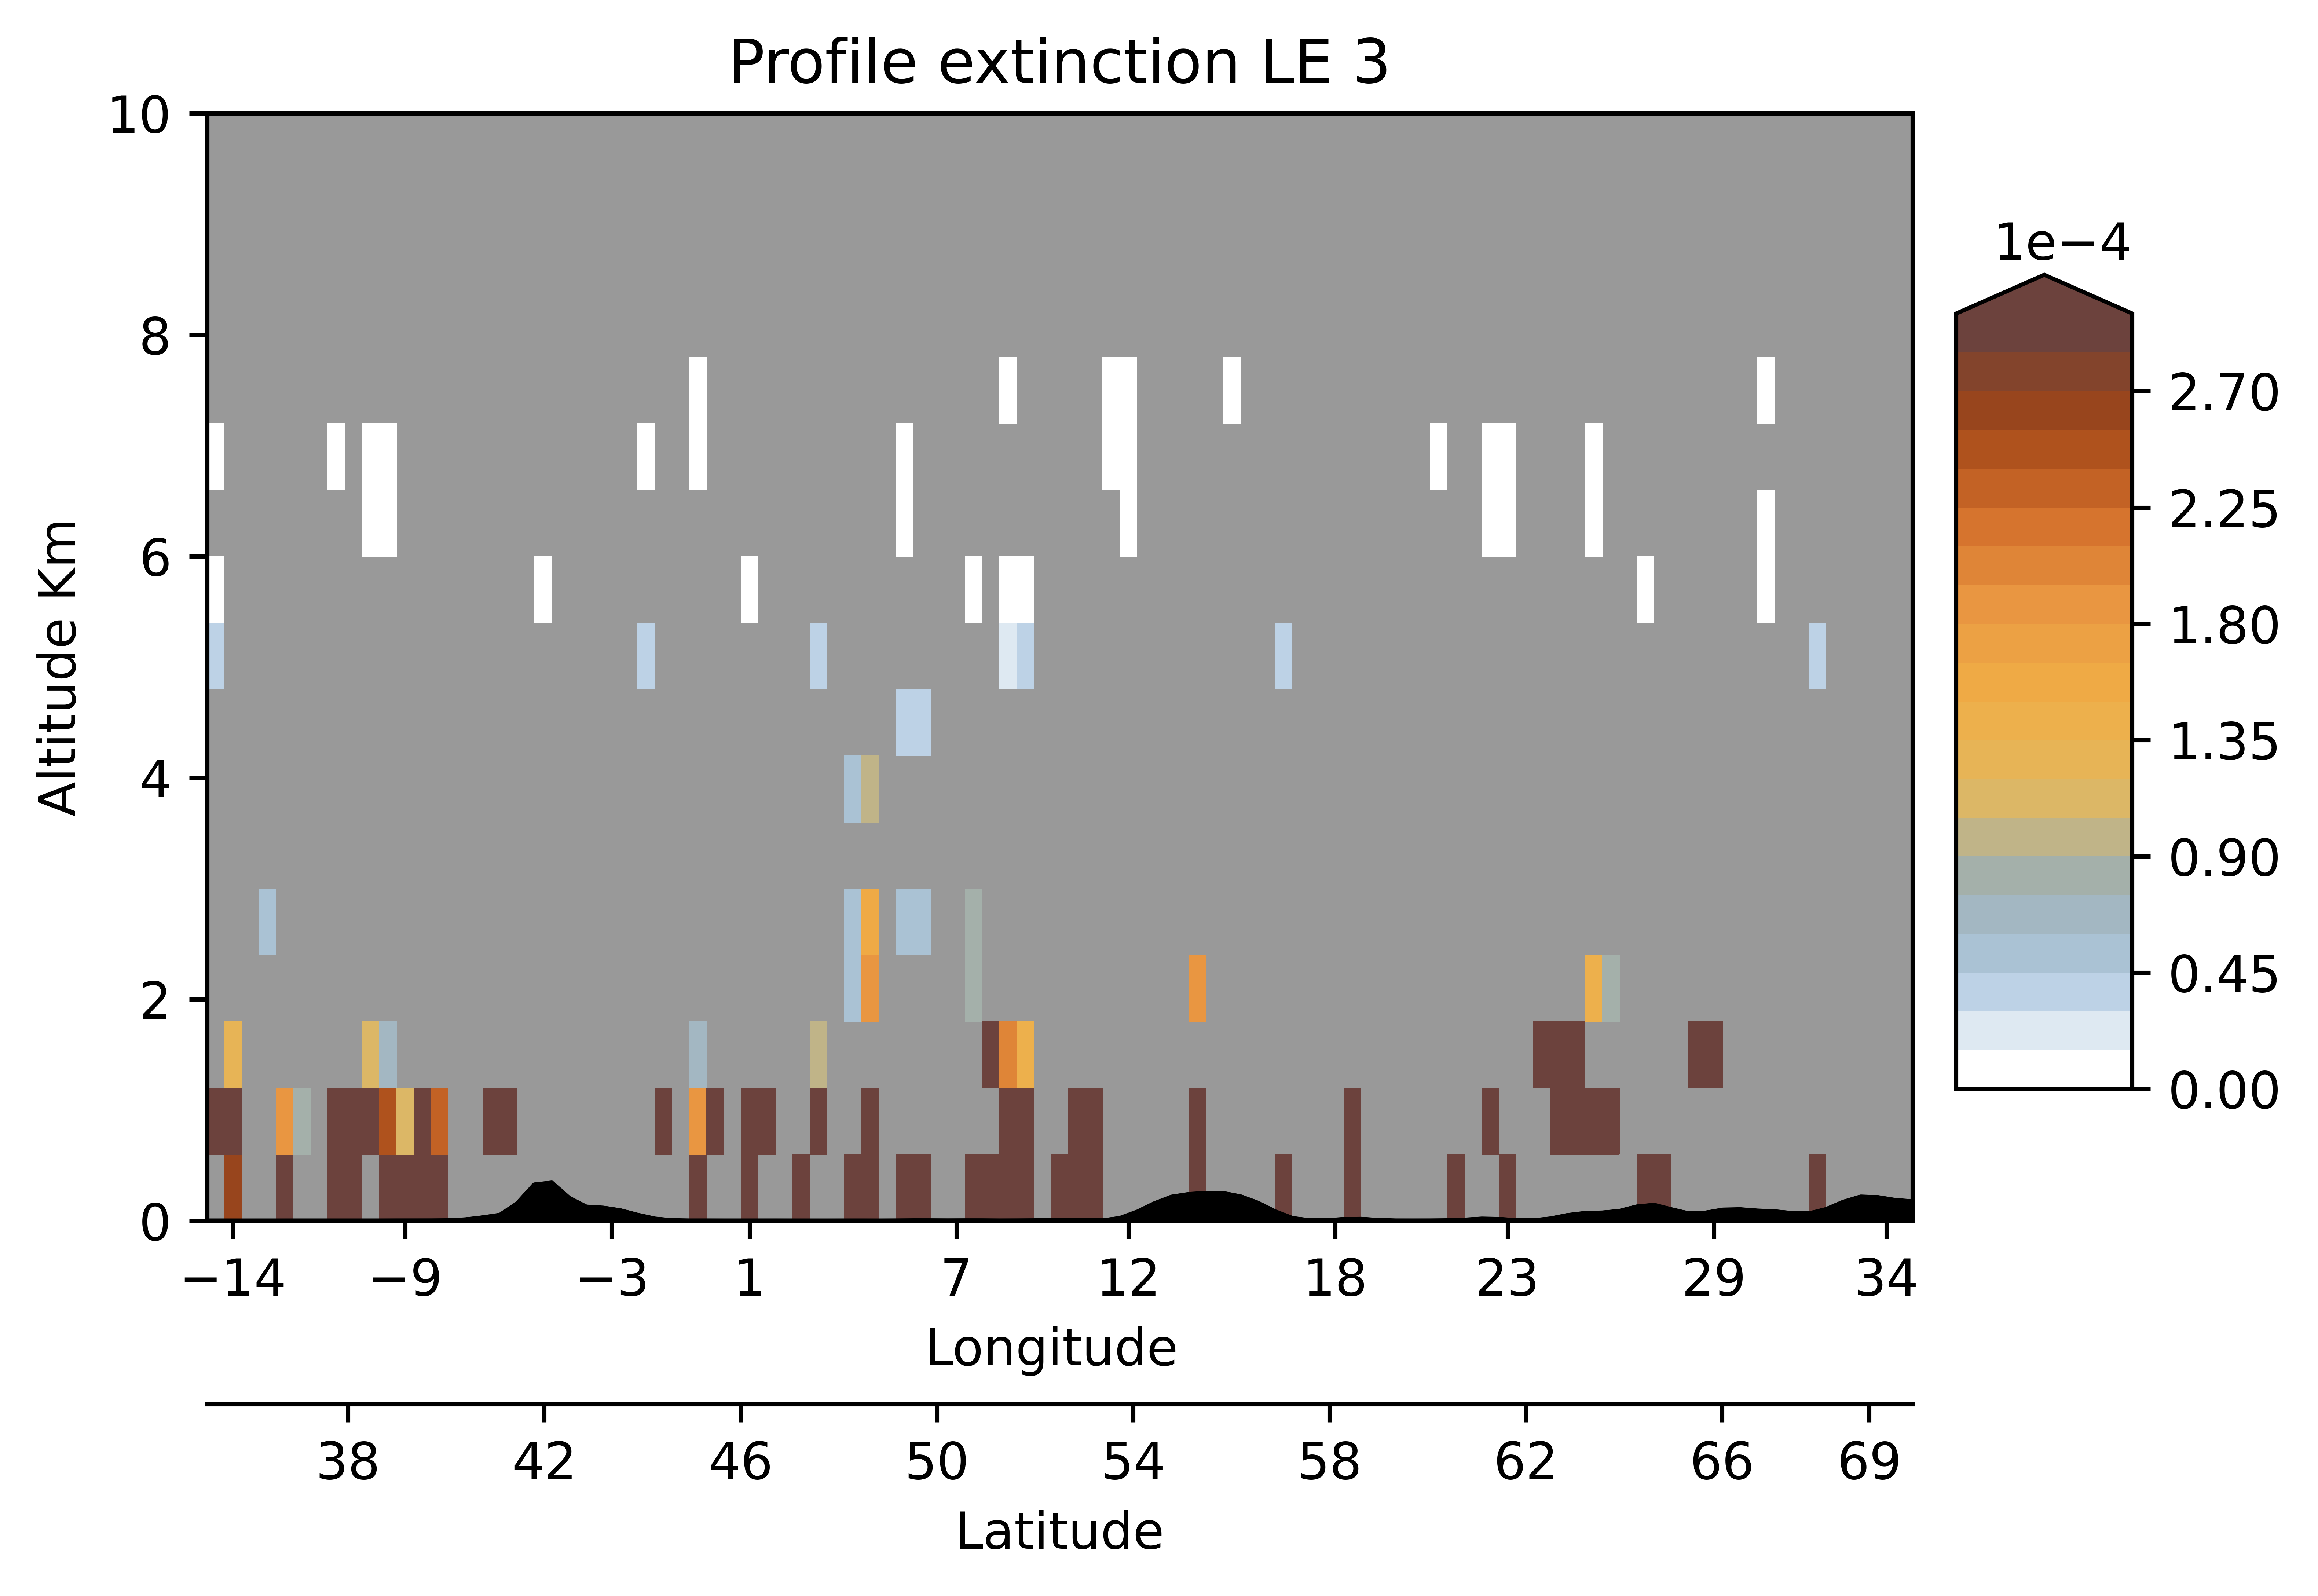 Profile extinction LE 3
1e−4
10
8
6
4
2
0
Altitude Km
2.70
2.25
1.80
1.35
0.90
0.45
0.00
−14 −9 −3 1 7 12 18 23 29 34
Longitude
38 42 46 50 54 58 62 66 69
Latitude